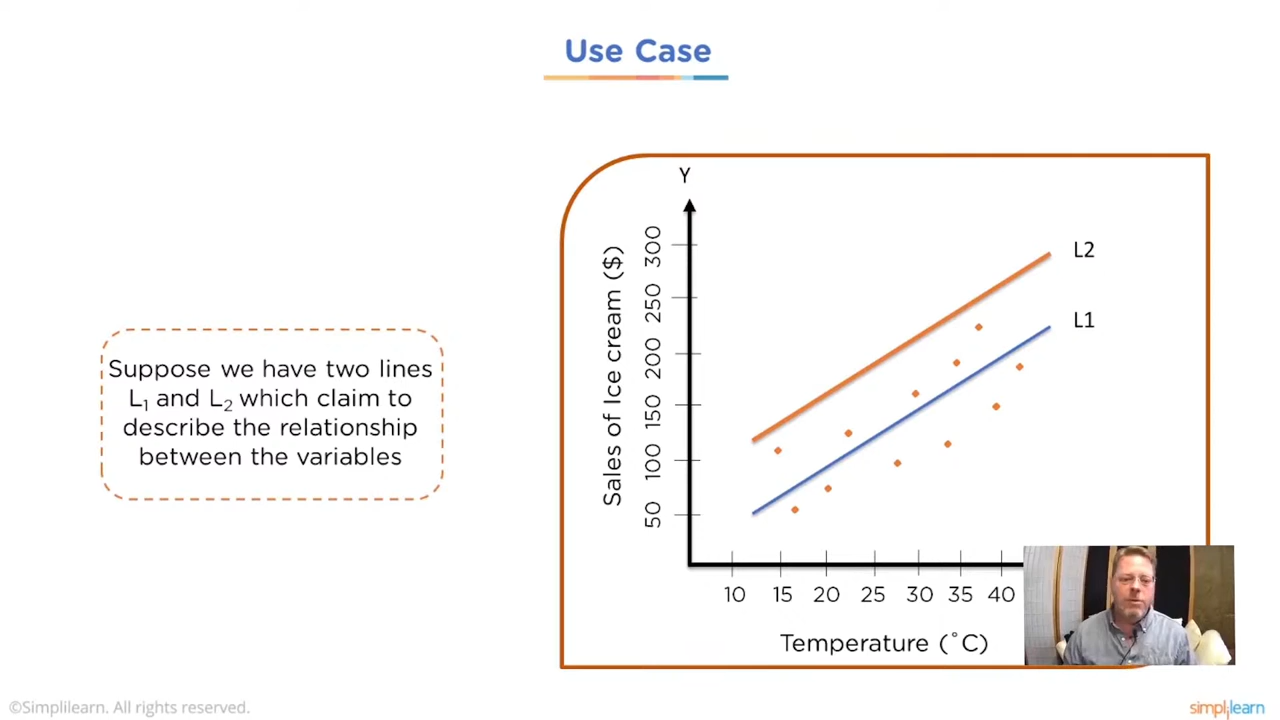 Use Case
Suppose we have two lines
L₁ and L₂ which claim to
describe the relationship
between the variables
Y
Sales of Ice cream ($)
300
250
200
150
100
50
L2
L1
10 15 20 25 30 35 40
Temperature (˚C)
©Simplilearn. All rights reserved.
simplilearn